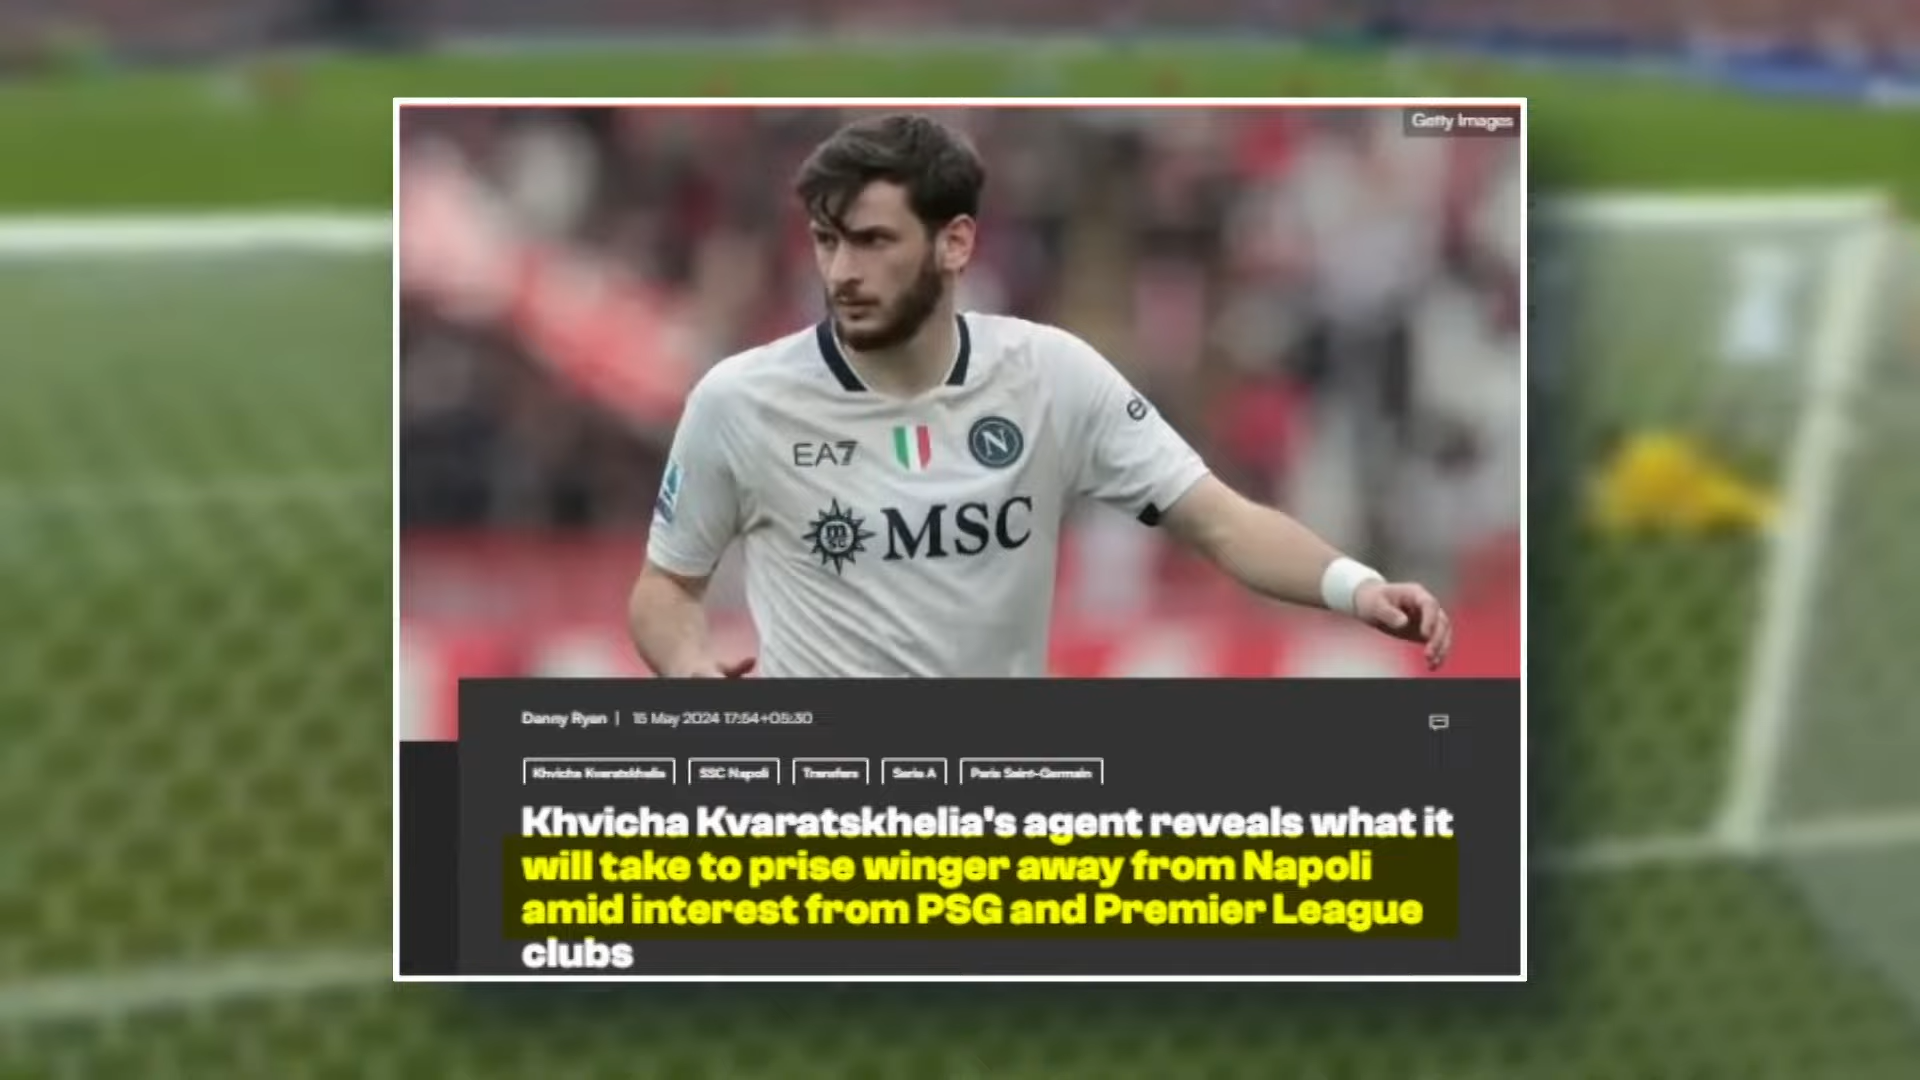 Getty Images
EA7
N
MSC
Danny Ryan | 15 May 2024 17:54+05:30
Khvicha Kvaratskhelia SSC Napoli Transfers Serie A Paris Saint-Germain
Khvicha Kvaratskhelia's agent reveals what it
will take to prise winger away from Napoli
amid interest from PSG and Premier League
clubs